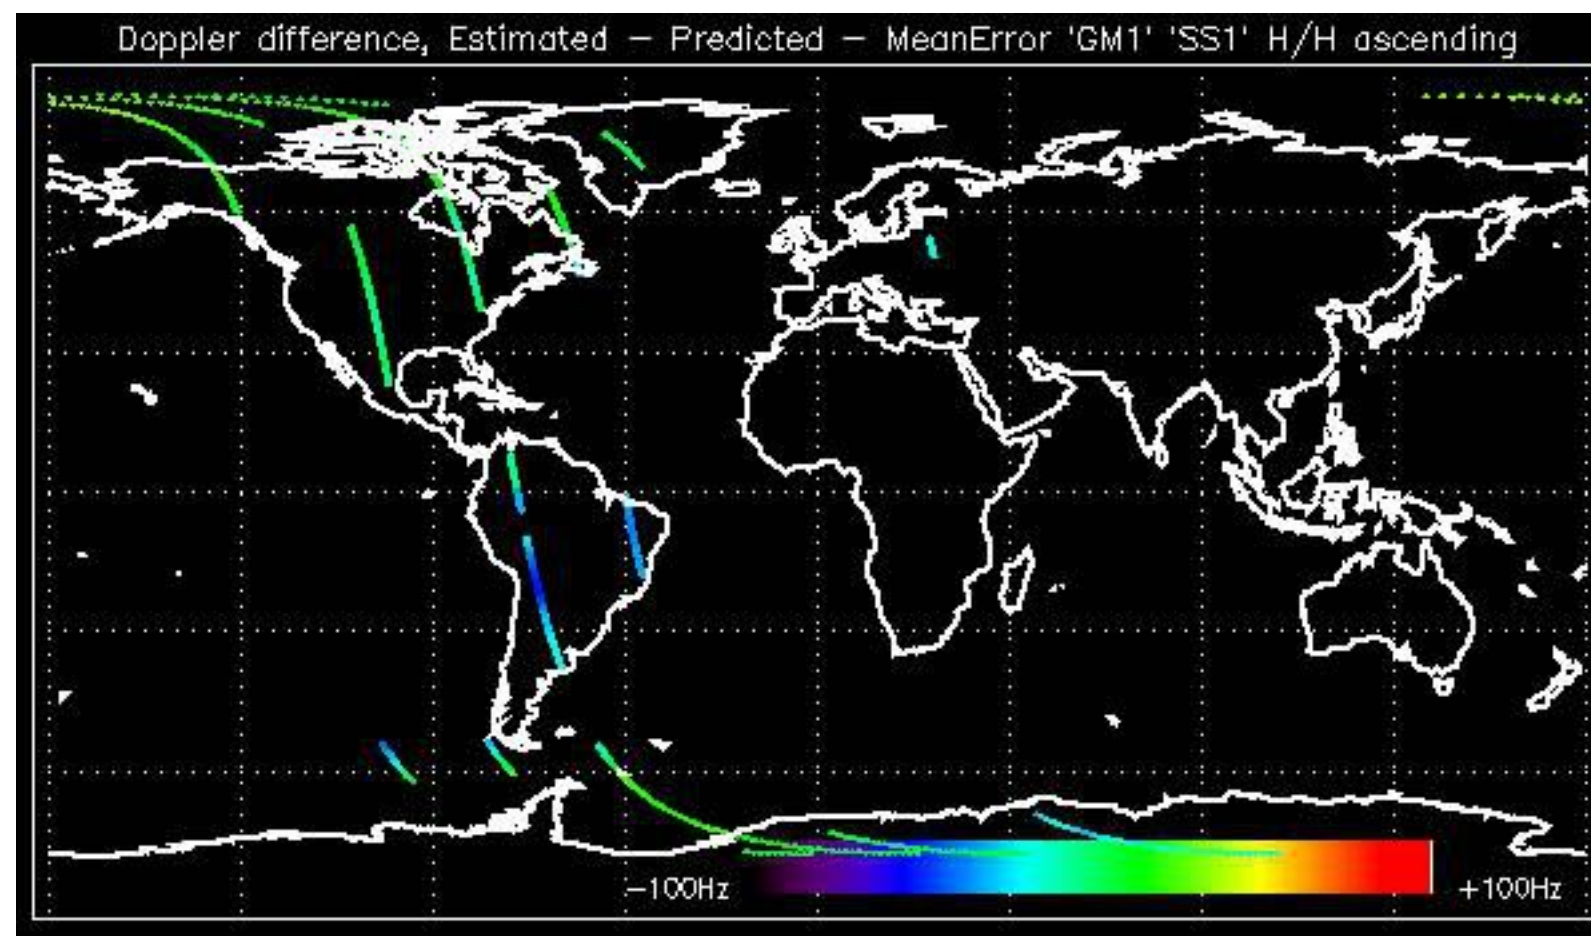 Doppler difference, Estimated – Predicted – MeanError 'GM1' 'SS1' H/H ascending
–100Hz
+100Hz